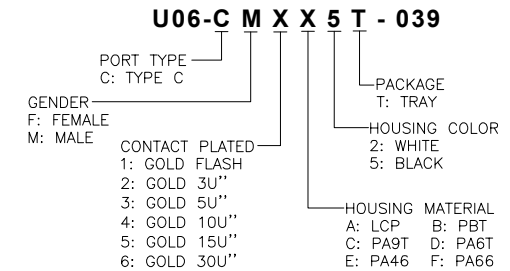 U06-C M X X 5 T - 039
PORT TYPE
C: TYPE C
PACKAGE
T: TRAY
GENDER
F: FEMALE
M: MALE
HOUSING COLOR
2: WHITE
5: BLACK
CONTACT PLATED
1: GOLD FLASH
2: GOLD 3U''
3: GOLD 5U''
4: GOLD 10U''
5: GOLD 15U''
6: GOLD 30U''
HOUSING MATERIAL
A: LCP B: PBT
C: PA9T D: PA6T
E: PA46 F: PA66